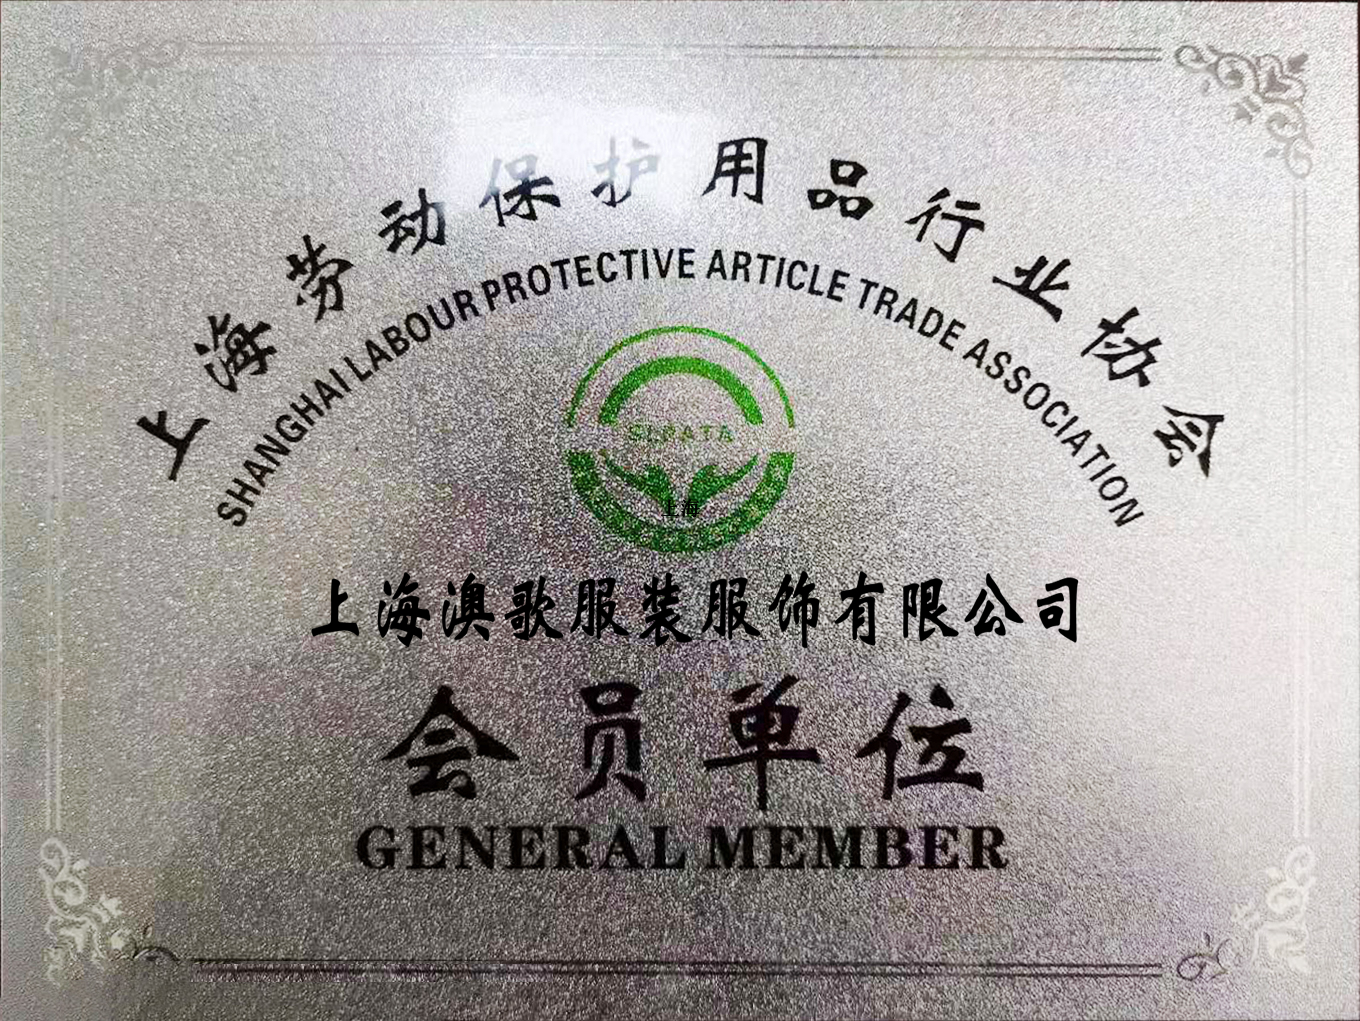 上海劳动保护用品行业协会
SHANGHAI LABOUR PROTECTIVE ARTICLE TRADE ASSOCIATION
SLPATA
上海
上海澳歌服装服饰有限公司
会员单位
GENERAL MEMBER